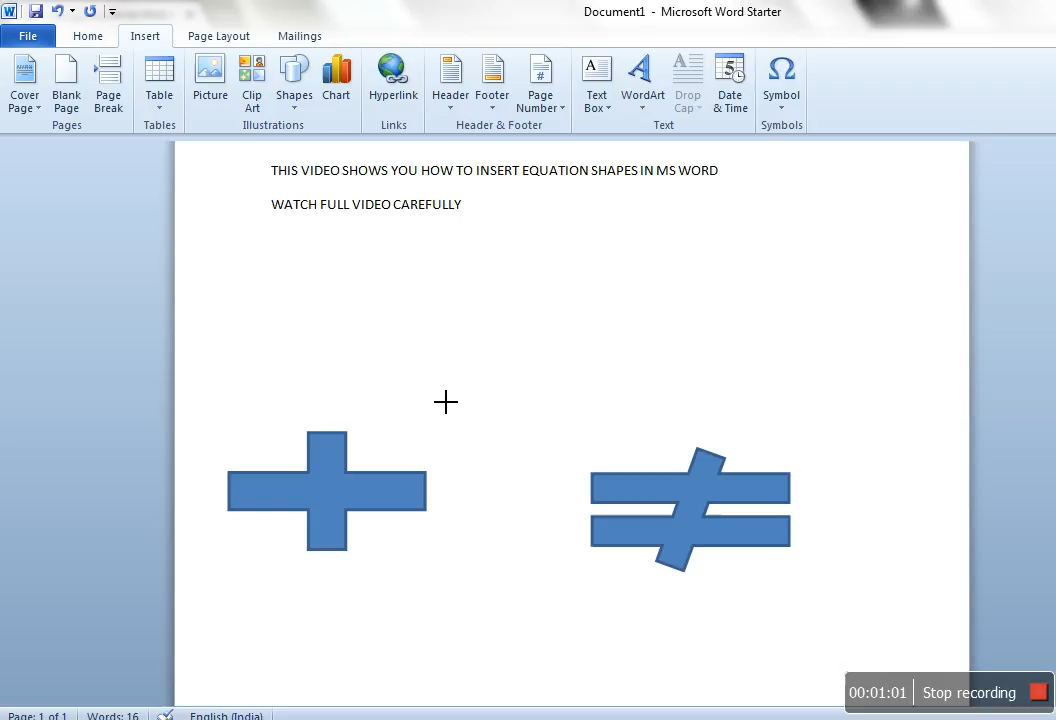 Document1 - Microsoft Word Starter
File Home Insert Page Layout Mailings
Cover Page
Blank Page
Page Break
Table
Picture
Clip Art
Shapes
Chart
Hyperlink
Header
Footer
Page Number
Text Box
WordArt
Drop Cap
Date & Time
Symbol
Pages Tables Illustrations Links Header & Footer Text Symbols
THIS VIDEO SHOWS YOU HOW TO INSERT EQUATION SHAPES IN MS WORD
WATCH FULL VIDEO CAREFULLY
00:01:01 Stop recording
Page: 1 of 1 Words: 16 English (India)